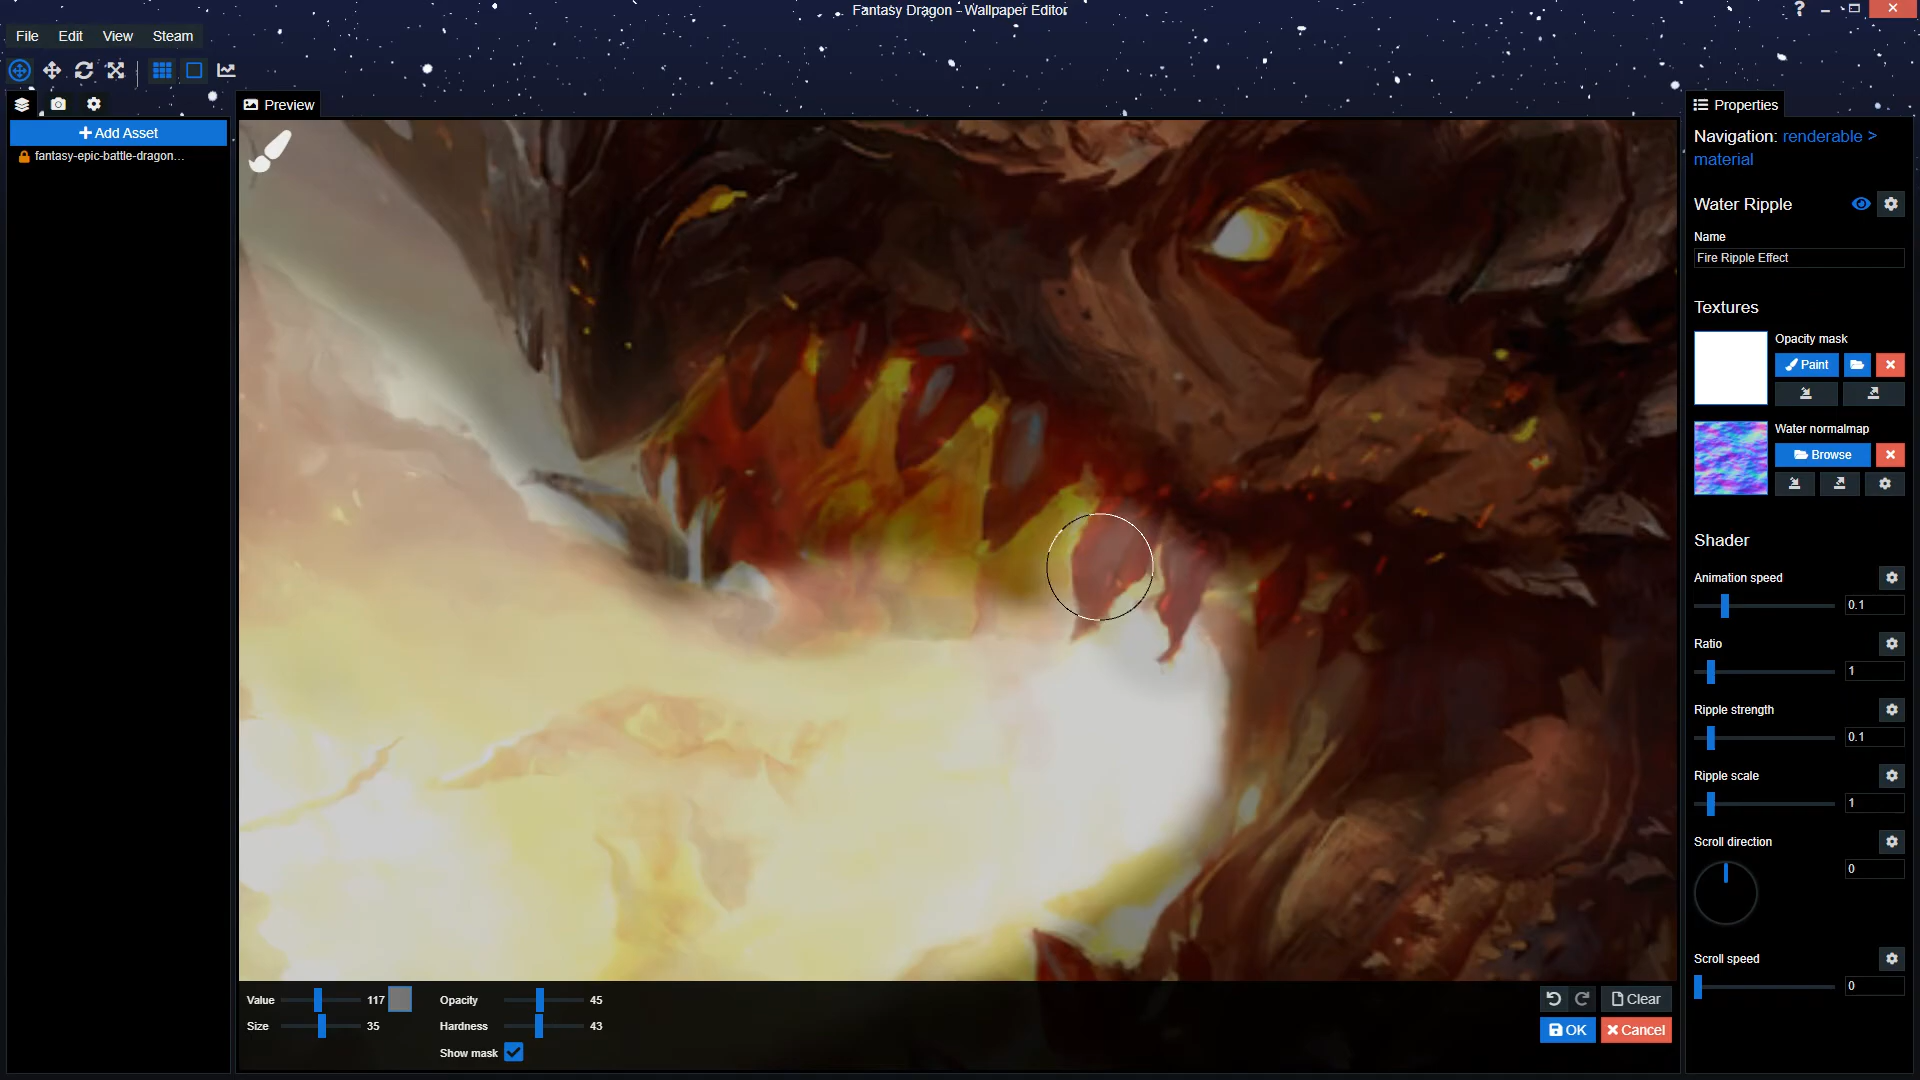 Fantasy Dragon - Wallpaper Editor
File Edit View Steam
Preview
Properties
+ Add Asset
fantasy-epic-battle-dragon...
Navigation: renderable >
material
Water Ripple
Name
Fire Ripple Effect
Textures
Opacity mask
Paint
Water normalmap
Browse
Shader
Animation speed
0.1
Ratio
1
Ripple strength
0.1
Ripple scale
1
Scroll direction
0
Scroll speed
0
Value 117 Opacity 45
Size 35 Hardness 43
Show mask
Clear
OK Cancel